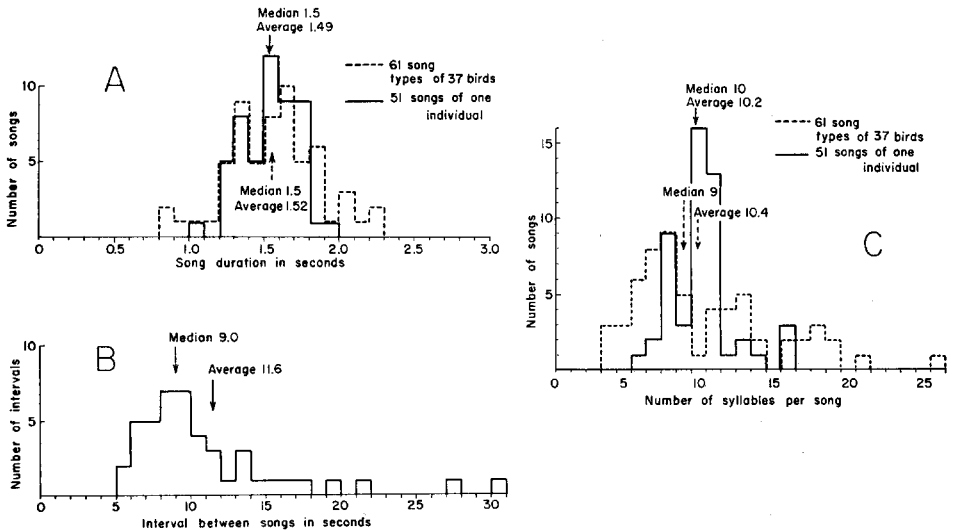 A
Median 1.5
Average 1.49
61 song
types of 37 birds
51 songs of one
individual
Number of songs
10
5
Median 1.5
Average 1.52
0
0.5
1.0
1.5
2.0
2.5
3.0
Song duration in seconds
B
Median 9.0
Average 11.6
Number of intervals
10
5
0
5
10
15
20
25
30
Interval between songs in seconds
C
Median 10
Average 10.2
61 song
types of 37 birds
51 songs of one
individual
Number of songs
15
10
5
Median 9
Average 10.4
0
5
10
15
20
25
Number of syllables per song